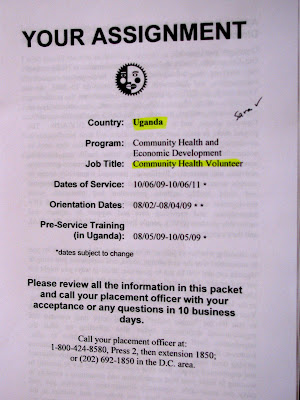 YOUR ASSIGNMENT
Sara ✓
Country: Uganda
Program: Community Health and
Economic Development
Job Title: Community Health Volunteer
Dates of Service: 10/06/09-10/06/11 •
Orientation Dates: 08/02/-08/04/09 • •
Pre-Service Training
(in Uganda): 08/05/09-10/05/09 •
*dates subject to change
Please review all the information in this packet
and call your placement officer with your
acceptance or any questions in 10 business
days.
Call your placement officer at:
1-800-424-8580, Press 2, then extension 1850;
or (202) 692-1850 in the D.C. area.